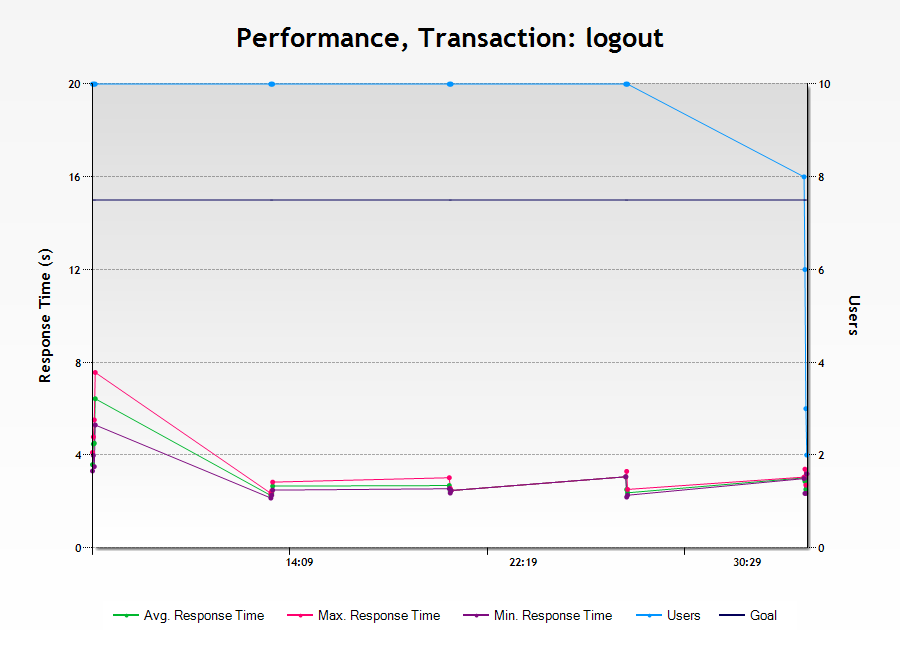 Performance, Transaction: logout
20
16
12
8
4
0
Response Time (s)
10
8
6
4
2
0
Users
14:09 22:19 30:29
Avg. Response Time Max. Response Time Min. Response Time Users Goal